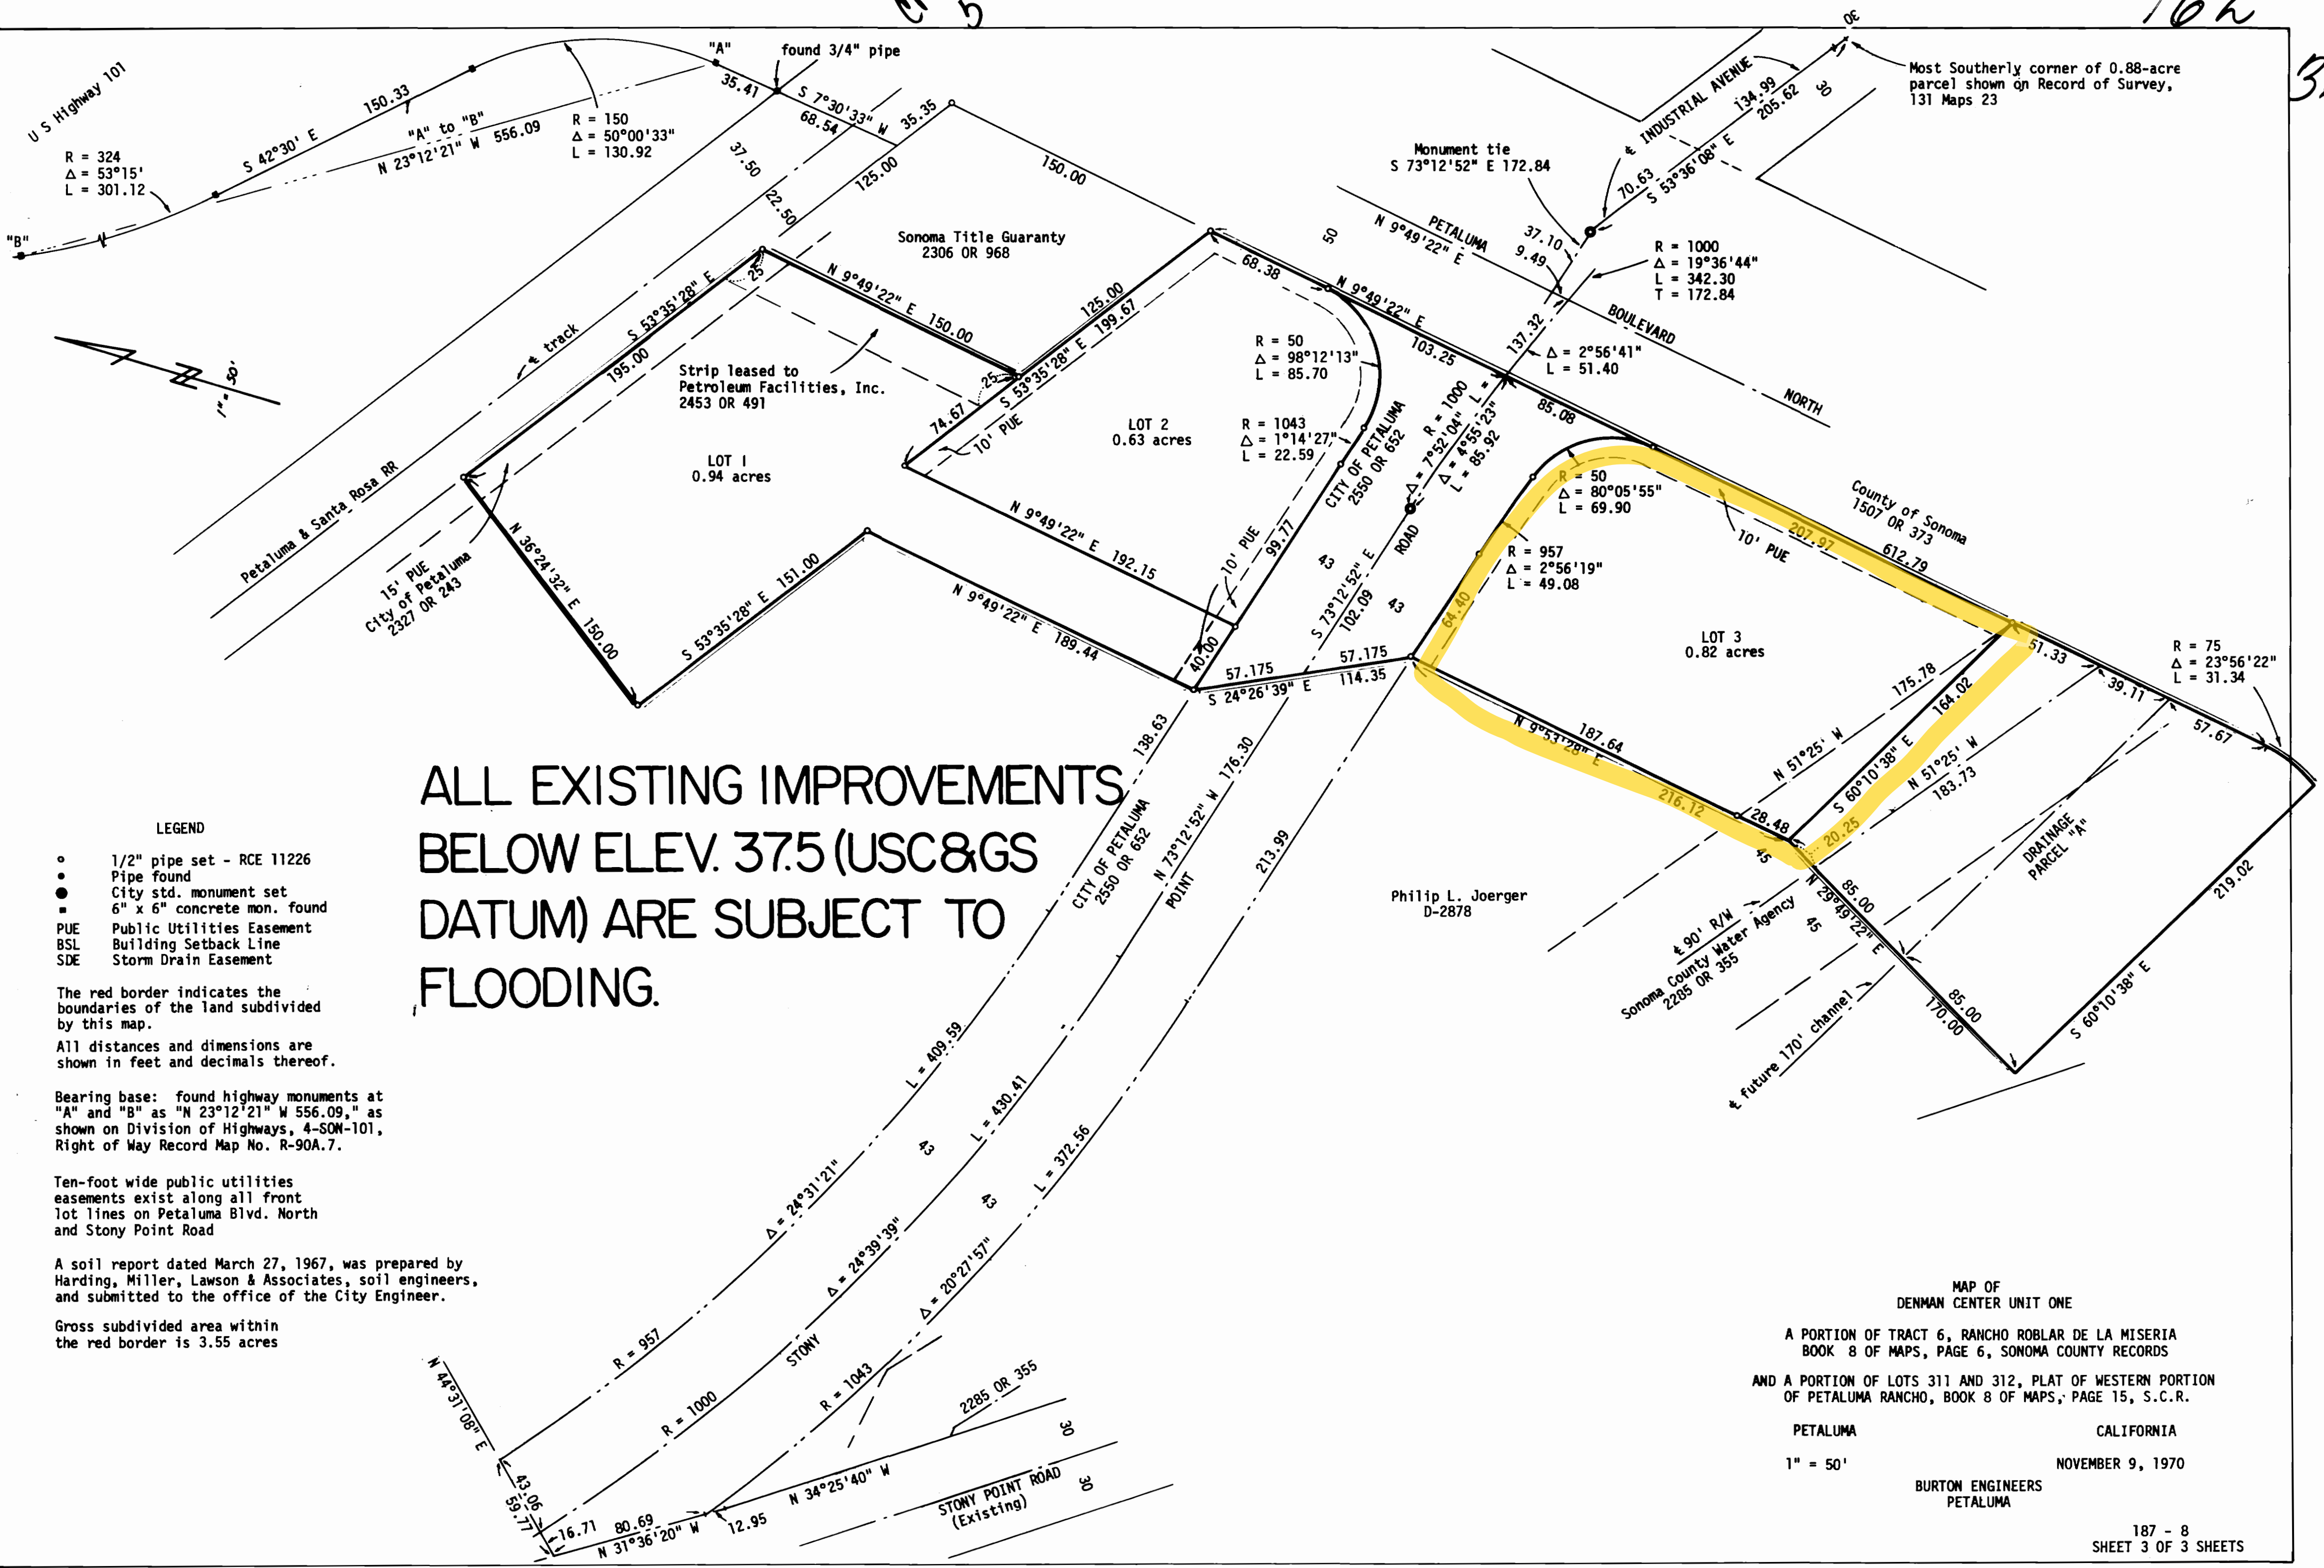 5
162
U S Highway 101
"A"
found 3/4" pipe
35.41
S 7°30'33" W
68.54
35.35
150.33
S 42°30' E
"A" to "B"
N 23°12'21" W 556.09
R = 150
Δ = 50°00'33"
L = 130.92
R = 324
Δ = 53°15'
L = 301.12
"B"
37.50
22.50
125.00
150.00
Sonoma Title Guaranty
2306 OR 968
30
INDUSTRIAL AVENUE
134.99
205.62
30
Most Southerly corner of 0.88-acre
parcel shown on Record of Survey,
131 Maps 23
Monument tie
S 73°12'52" E 172.84
70.63
S 53°36'08" E
50
PETALUMA
N 9°49'22" E
37.10
9.49
R = 1000
Δ = 19°36'44"
L = 342.30
T = 172.84
BOULEVARD
NORTH
1" = 50'
S 53°35'28" E
195.00
25
N 9°49'22" E 150.00
125.00
S 53°35'28" E 199.67
68.38
N 9°49'22" E
103.25
137.32
Δ = 2°56'41"
L = 51.40
85.08
℄ track
Strip leased to
Petroleum Facilities, Inc.
2453 OR 491
25
74.67
10' PUE
R = 50
Δ = 98°12'13"
L = 85.70
LOT 2
0.63 acres
R = 1043
Δ = 1°14'27"
L = 22.59
CITY OF PETALUMA
2550 OR 652
R = 1000
Δ = 7°52'04" L =
Δ = 4°55'23"
L = 85.92
LOT 1
0.94 acres
Petaluma & Santa Rosa RR
15' PUE
City of Petaluma
2327 OR 243
N 36°24'32" E
150.00
S 53°35'28" E 151.00
N 9°49'22" E 192.15
N 9°49'22" E 189.44
10' PUE
99.77
40.00
43
43
ROAD
S 73°12'52" E
102.09
57.175
57.175
S 24°26'39" E
114.35
R = 50
Δ = 80°05'55"
L = 69.90
R = 957
Δ = 2°56'19"
L = 49.08
64.40
10' PUE
207.97
612.79
County of Sonoma
1507 OR 373
LOT 3
0.82 acres
187.64
N 9°53'28" E
216.12
28.48
175.78
N 51°25' W
164.02
S 60°10'38" E
N 51°25' W
183.73
20.25
51.33
39.11
57.67
R = 75
Δ = 23°56'22"
L = 31.34
DRAINAGE
PARCEL "A"
219.02
S 60°10'38" E
45
45
85.00
N 29°49'22" E
85.00
170.00
℄ 90' R/W
Sonoma County Water Agency
2285 OR 355
℄ future 170' channel
Philip L. Joerger
D-2878
ALL EXISTING IMPROVEMENTS
BELOW ELEV. 37.5 (USC&GS
DATUM) ARE SUBJECT TO
FLOODING.
138.63
CITY OF PETALUMA
2550 OR 652
N 73°12'52" W 176.30
POINT
213.99
L = 409.59
L = 430.41
L = 372.56
43
43
Δ = 24°31'21"
Δ = 24°39'39"
Δ = 20°27'57"
R = 957
STONY
R = 1000
R = 1043
N 44°31'08" E
43.06
59.77
16.71
80.69
N 31°36'20" W
12.95
N 34°25'40" W
2285 OR 355
30
STONY POINT ROAD
(Existing)
30
LEGEND
1/2" pipe set - RCE 11226
Pipe found
City std. monument set
6" x 6" concrete mon. found
PUE Public Utilities Easement
BSL Building Setback Line
SDE Storm Drain Easement
The red border indicates the
boundaries of the land subdivided
by this map.
All distances and dimensions are
shown in feet and decimals thereof.
Bearing base: found highway monuments at
"A" and "B" as "N 23°12'21" W 556.09," as
shown on Division of Highways, 4-SON-101,
Right of Way Record Map No. R-90A.7.
Ten-foot wide public utilities
easements exist along all front
lot lines on Petaluma Blvd. North
and Stony Point Road
A soil report dated March 27, 1967, was prepared by
Harding, Miller, Lawson & Associates, soil engineers,
and submitted to the office of the City Engineer.
Gross subdivided area within
the red border is 3.55 acres
MAP OF
DENMAN CENTER UNIT ONE
A PORTION OF TRACT 6, RANCHO ROBLAR DE LA MISERIA
BOOK 8 OF MAPS, PAGE 6, SONOMA COUNTY RECORDS
AND A PORTION OF LOTS 311 AND 312, PLAT OF WESTERN PORTION
OF PETALUMA RANCHO, BOOK 8 OF MAPS, PAGE 15, S.C.R.
PETALUMA CALIFORNIA
1" = 50' NOVEMBER 9, 1970
BURTON ENGINEERS
PETALUMA
187 - 8
SHEET 3 OF 3 SHEETS